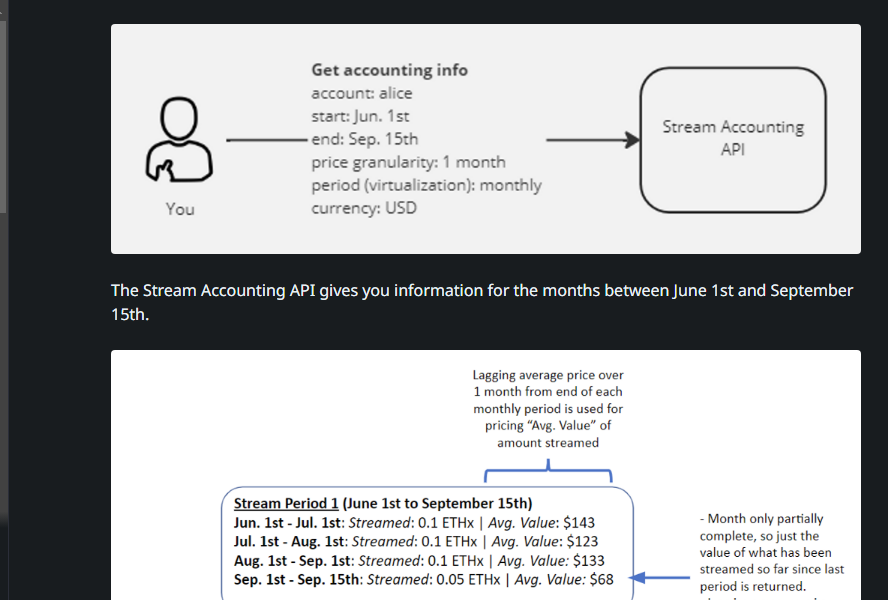 Get accounting info
account: alice
start: Jun. 1st
end: Sep. 15th
price granularity: 1 month
period (virtualization): monthly
currency: USD
You
Stream Accounting
API
The Stream Accounting API gives you information for the months between June 1st and September
15th.
Lagging average price over
1 month from end of each
monthly period is used for
pricing “Avg. Value” of
amount streamed
Stream Period 1 (June 1st to September 15th)
Jun. 1st - Jul. 1st: Streamed: 0.1 ETHx | Avg. Value: $143
Jul. 1st - Aug. 1st: Streamed: 0.1 ETHx | Avg. Value: $123
Aug. 1st - Sep. 1st: Streamed: 0.1 ETHx | Avg. Value: $133
Sep. 1st - Sep. 15th: Streamed: 0.05 ETHx | Avg. Value: $68
- Month only partially
complete, so just the
value of what has been
streamed so far since last
period is returned.